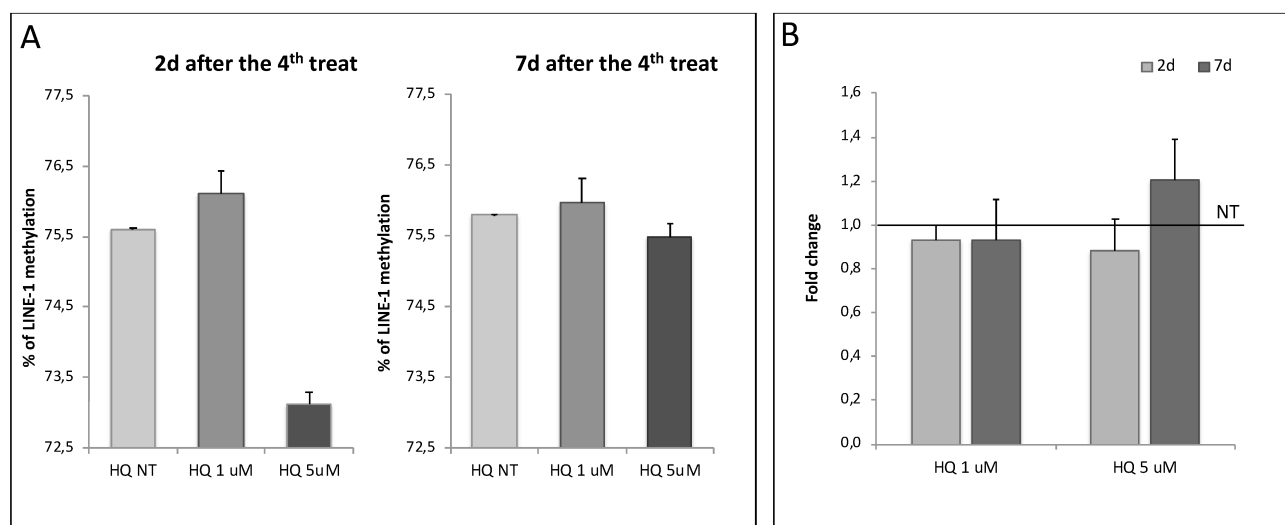 A
2d after the 4th treat
7d after the 4th treat
% of LINE-1 methylation
77,5
76,5
75,5
74,5
73,5
72,5
HQ NT
HQ 1 uM
HQ 5uM
% of LINE-1 methylation
77,5
76,5
75,5
74,5
73,5
72,5
HQ NT
HQ 1 uM
HQ 5uM
B
2d
7d
Fold change
1,6
1,4
1,2
1,0
0,8
0,6
0,4
0,2
0,0
NT
HQ 1 uM
HQ 5 uM